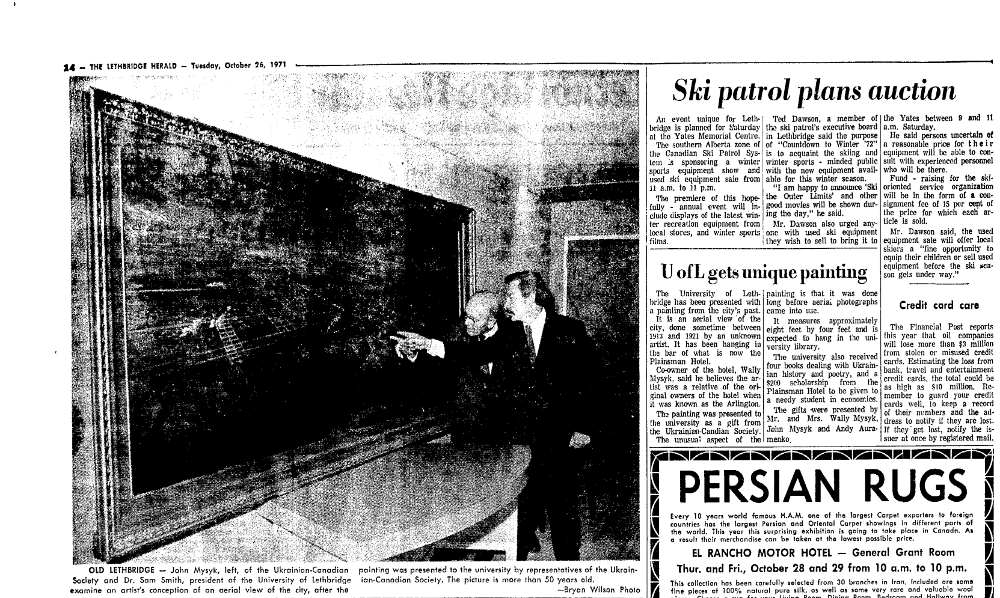 14 — THE LETHBRIDGE HERALD — Tuesday, October 26, 1971
OLD LETHBRIDGE — John Mysyk, left, of the Ukrainian-Canadian
Society and Dr. Sam Smith, president of the University of Lethbridge
examine an artist's conception of an aerial view of the city, after the
painting was presented to the university by representatives of the Ukrain-
ian-Canadian Society. The picture is more than 50 years old.
—Bryan Wilson Photo
Ski patrol plans auction
An event unique for Leth-
bridge is planned for Saturday
at the Yates Memorial Centre.
The southern Alberta zone of
the Canadian Ski Patrol Sys-
tem is sponsoring a winter
sports equipment show and
used ski equipment sale from
11 a.m. to 11 p.m.
The premiere of this hope-
fully - annual event will in-
clude displays of the latest win-
ter recreation equipment from
local stores, and winter sports
films.
Ted Dawson, a member of
the ski patrol's executive board
in Lethbridge said the purpose
of "Countdown to Winter '72"
is to acquaint the skiing and
winter sports - minded public
with the new equipment avail-
able for this winter season.
"I am happy to announce 'Ski
the Outer Limits' and other
good movies will be shown dur-
ing the day," he said.
Mr. Dawson also urged any-
one with used ski equipment
they wish to sell to bring it to
the Yates between 9 and 11
a.m. Saturday.
He said persons uncertain of
a reasonable price for their
equipment will be able to con-
sult with experienced personnel
who will be there.
Fund - raising for the ski-
oriented service organization
will be in the form of a con-
signment fee of 15 per cent of
the price for which each ar-
ticle is sold.
Mr. Dawson said, the used
equipment sale will offer local
skiers a "fine opportunity to
equip their children or sell used
equipment before the ski sea-
son gets under way."
U of L gets unique painting
The University of Leth-
bridge has been presented with
a painting from the city's past.
It is an aerial view of the
city, done sometime between
1913 and 1921 by an unknown
artist. It has been hanging in
the bar of what is now the
Plainsman Hotel.
Co-owner of the hotel, Wally
Mysyk, said he believes the ar-
tist was a relative of the ori-
ginal owners of the hotel when
it was known as the Arlington.
The painting was presented to
the university as a gift from
the Ukrainian-Candian Society.
The unusual aspect of the
painting is that it was done
long before aerial photographs
came into use.
It measures approximately
eight feet by four feet and is
expected to hang in the uni-
versity library.
The university also received
four books dealing with Ukrain-
ian history and poetry, and a
$200 scholarship from the
Plainsman Hotel to be given to
a needy student in economics.
The gifts were presented by
Mr. and Mrs. Wally Mysyk,
John Mysyk and Andy Aura-
menko.
Credit card care
The Financial Post reports
this year that oil companies
will lose more than $3 million
from stolen or misused credit
cards. Estimating the loss from
bank, travel and entertainment
credit cards, the total could be
as high as $10 million. Re-
member to guard your credit
cards well, to keep a record
of their numbers and the ad-
dress to notify if they are lost.
If they get lost, notify the is-
suer at once by registered mail.
PERSIAN RUGS
Every 10 years world famous H.A.M. one of the largest Carpet exporters to foreign
countries has the largest Persian and Oriental Carpet showings in different parts of
the world. This year this surprising exhibition is going to take place in Canada. As
a result their merchandise can be taken at the lowest possible price.
EL RANCHO MOTOR HOTEL — General Grant Room
Thur. and Fri., October 28 and 29 from 10 a.m. to 10 p.m.
This collection has been carefully selected from 30 branches in Iran. Included are some
fine pieces of 100% natural pure silk, as well as some very rare and valuable wool